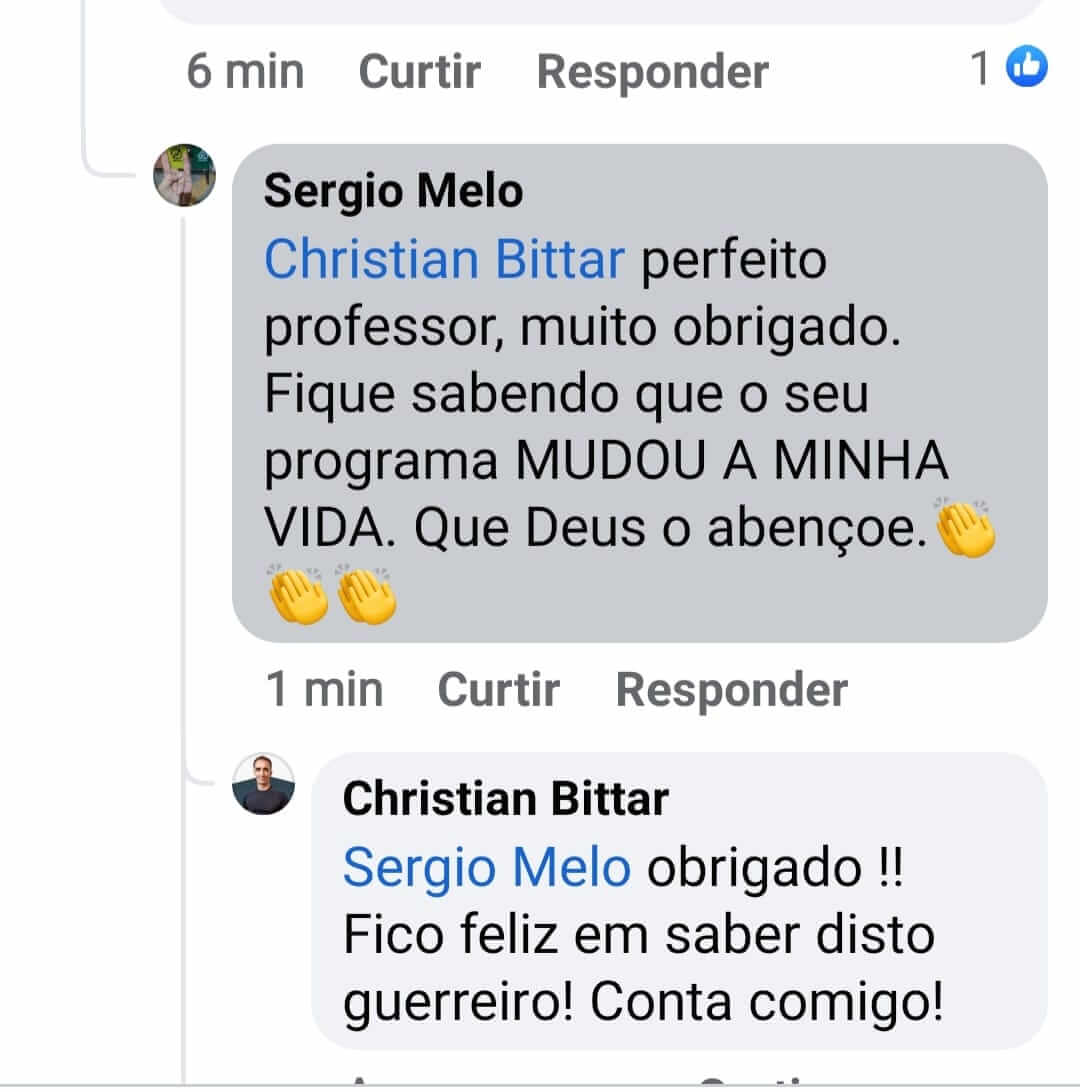 6 min Curtir Responder 1
Sergio Melo
Christian Bittar perfeito
professor, muito obrigado.
Fique sabendo que o seu
programa MUDOU A MINHA
VIDA. Que Deus o abençoe.👏
👏👏
1 min Curtir Responder
Christian Bittar
Sergio Melo obrigado !!
Fico feliz em saber disto
guerreiro! Conta comigo!